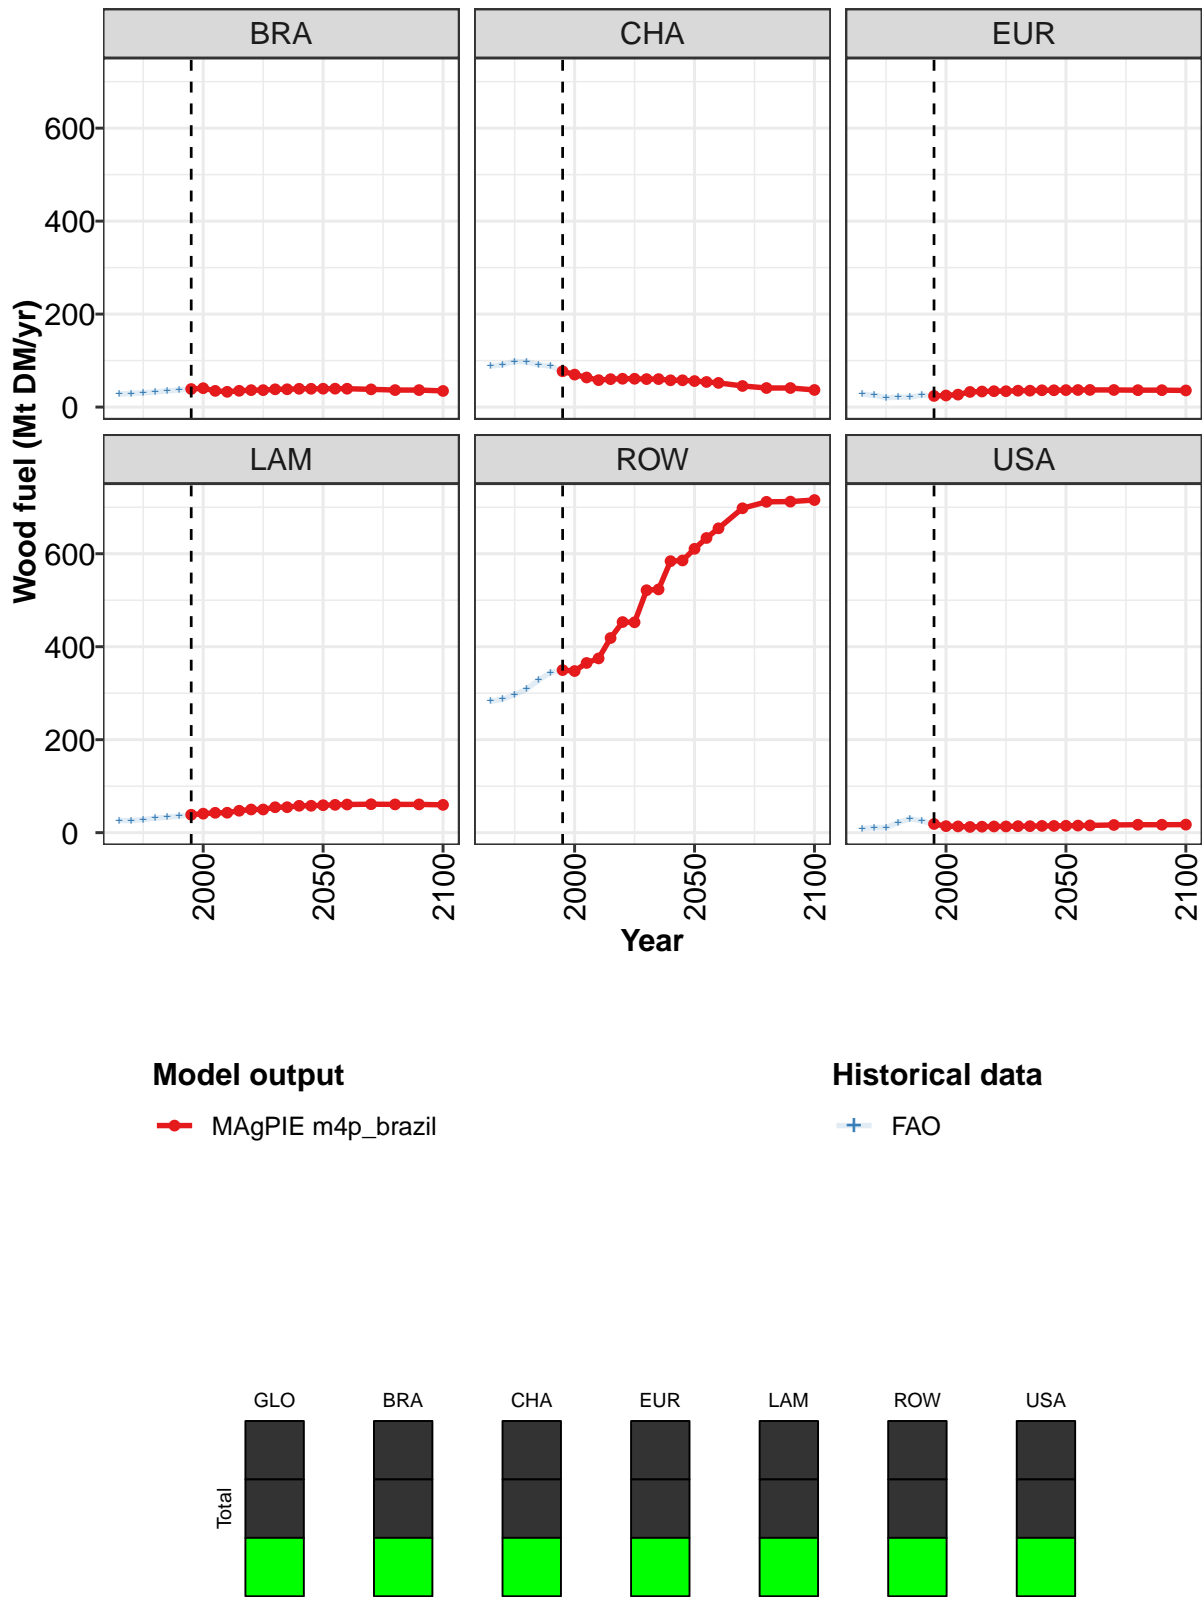 BRA CHA EUR
600
400
200
0
Wood fuel (Mt DM/yr)
LAM ROW USA
600
400
200
0
2000 2050 2100 2000 2050 2100 2000 2050 2100
Year
Model output Historical data
MAgPIE m4p_brazil FAO
GLO BRA CHA EUR LAM ROW USA
Total